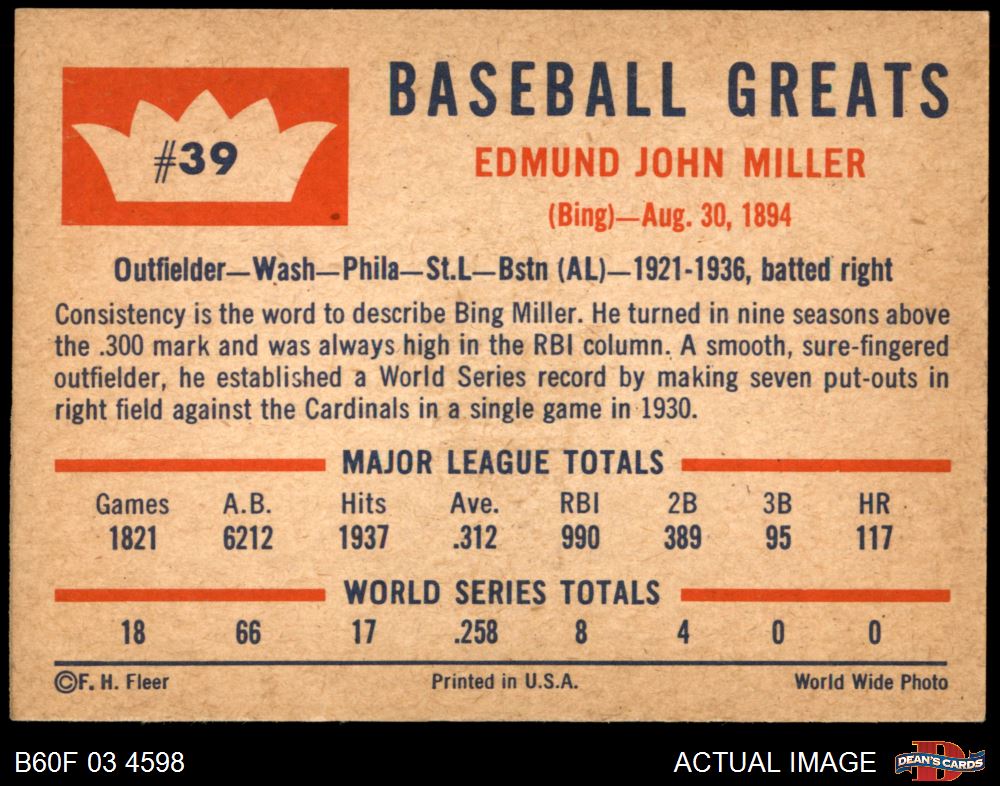 #39
BASEBALL GREATS
EDMUND JOHN MILLER
(Bing)—Aug. 30, 1894
Outfielder—Wash—Phila—St.L—Bstn (AL)—1921-1936, batted right
Consistency is the word to describe Bing Miller. He turned in nine seasons above
the .300 mark and was always high in the RBI column. A smooth, sure-fingered
outfielder, he established a World Series record by making seven put-outs in
right field against the Cardinals in a single game in 1930.
MAJOR LEAGUE TOTALS
Games A.B. Hits Ave. RBI 2B 3B HR
1821 6212 1937 .312 990 389 95 117
WORLD SERIES TOTALS
18 66 17 .258 8 4 0 0
©F. H. Fleer Printed in U.S.A. World Wide Photo
B60F 03 4598 ACTUAL IMAGE D DEAN'S CARDS